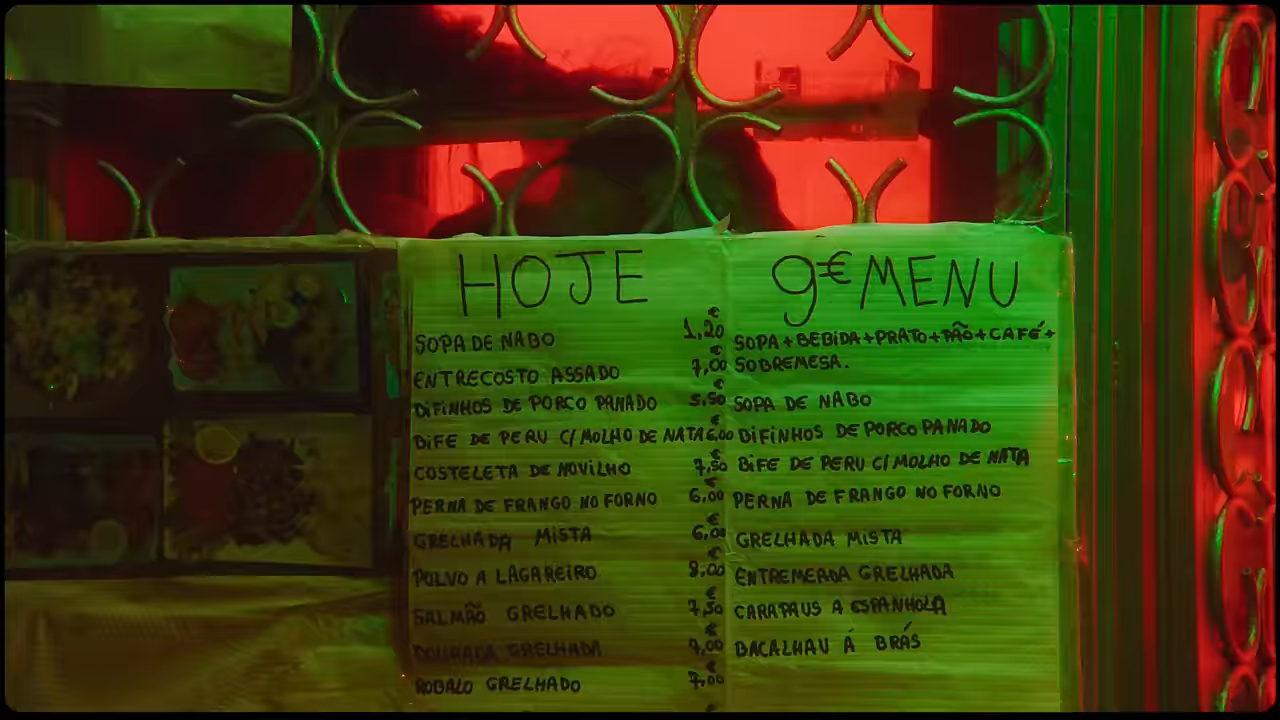 HOJE
SOPA DE NABO 1,20€
ENTRECOSTO ASSADO 7,00€
BIFINHOS DE PORCO PANADO 5,50€
BIFE DE PERU C/MOLHO DE NATA 6,00
COSTELETA DE NOVILHO 7,50€
PERNA DE FRANGO NO FORNO 6,00€
GRELHADA MISTA 6,00€
POLVO A LAGAREIRO
SALMÃO GRELHADO 7,50€
DOURADA GRELHADA 7,00€
ROBALO GRELHADO 7,00€
9€ MENU
SOPA+BEBIDA+PRATO+PÃO+CAFÉ+
SOBREMESA.
SOPA DE NABO
BIFINHOS DE PORCO PANADO
BIFE DE PERU C/MOLHO DE NATA
PERNA DE FRANGO NO FORNO
GRELHADA MISTA
ENTREMEADA GRELHADA
CARAPAUS A ESPANHOLA
BACALHAU Á BRÁS